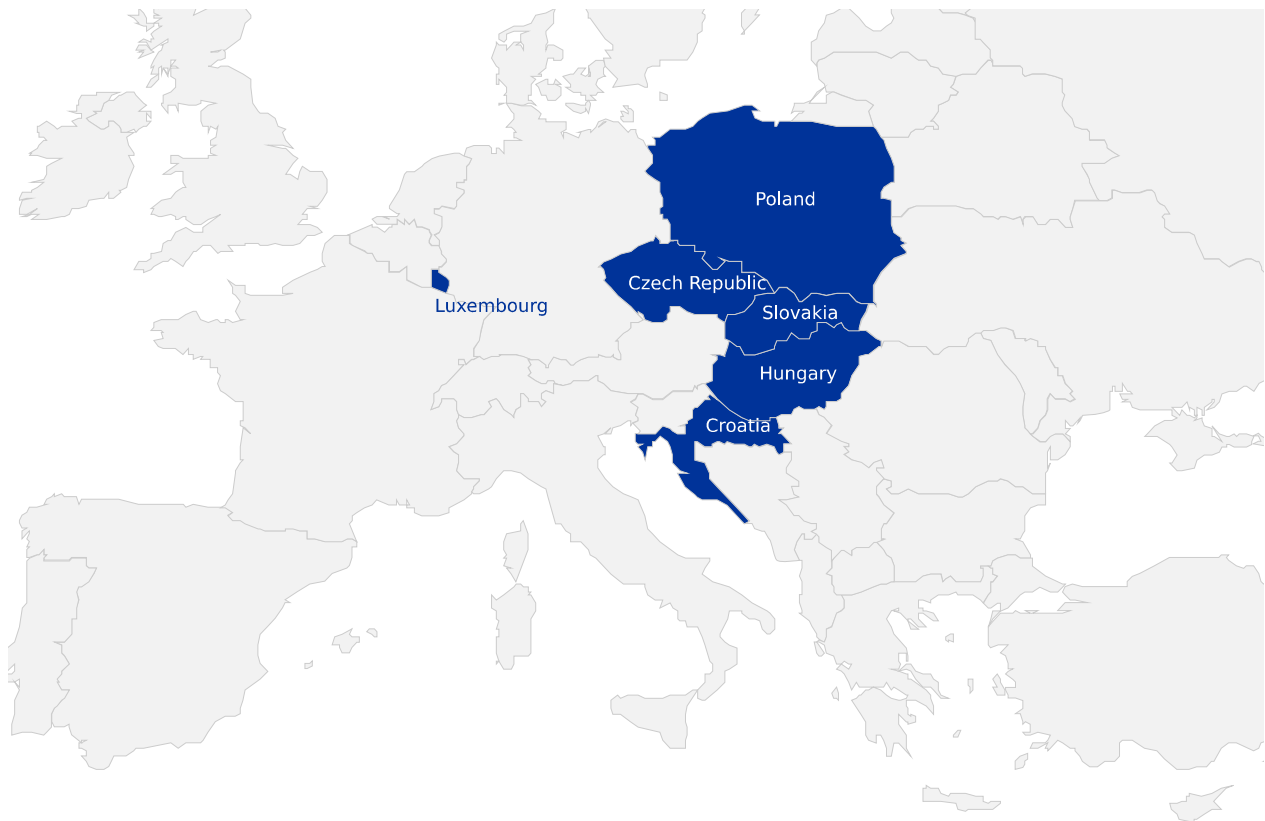 Poland
Czech Republic
Luxembourg
Slovakia
Hungary
Croatia